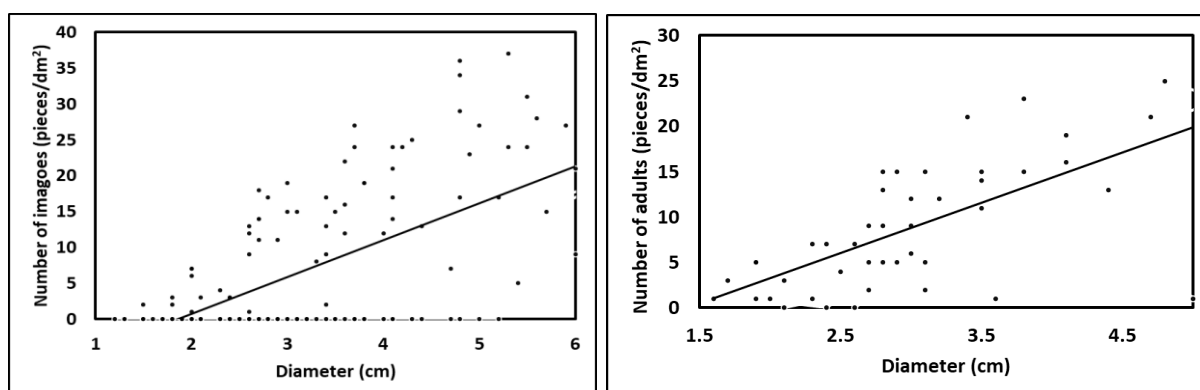 Number of imagoes (pieces/dm²)
40
35
30
25
20
15
10
5
0
1 2 3 4 5 6
Diameter (cm)
Number of adults (pieces/dm²)
30
25
20
15
10
5
0
1.5 2.5 3.5 4.5
Diameter (cm)